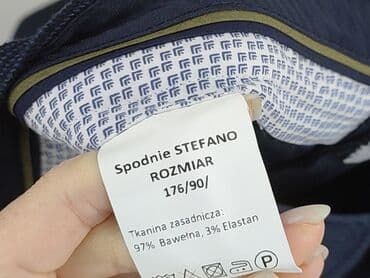 Spodnie STEFANO
ROZMIAR
176/90/
Tkanina zasadnicza:
97% Bawełna, 3% Elastan
P